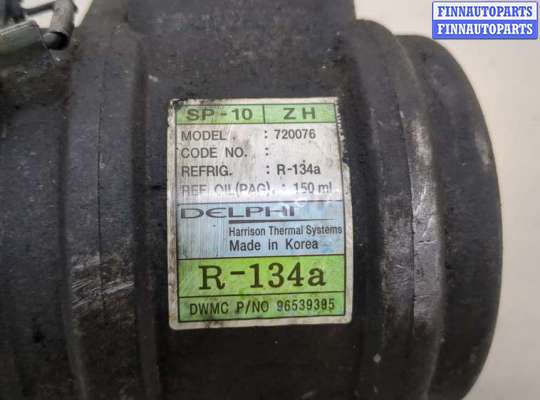 FINNAUTOPARTS
FINNAUTOPARTS
SP-10 ZH
MODEL : 720076
CODE NO. :
REFRIG. : R-134a
REF. OIL(PAG) : 150 ml
DELPHI
Harrison Thermal Systems
Made in Korea
R-134a
DWMC P/NO 96539395